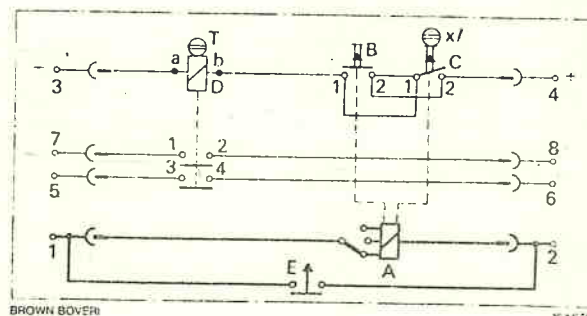 T B x/ C
a b D
+ 3 1 2 1 2 4 +
7 1 2 8
5 3 4 6
1 A 2
E
BROWN BOVERI